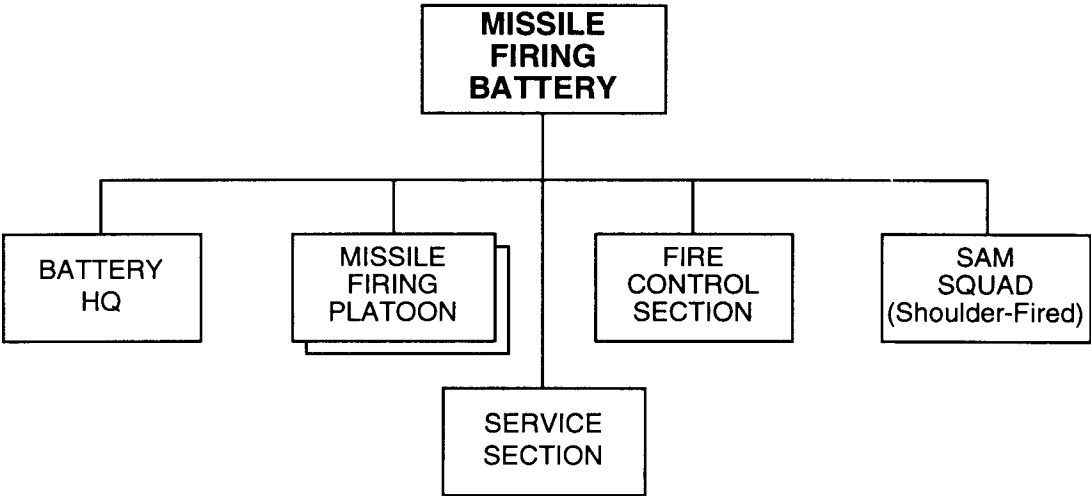 MISSILE
FIRING
BATTERY
BATTERY
HQ
MISSILE
FIRING
PLATOON
FIRE
CONTROL
SECTION
SAM
SQUAD
(Shoulder-Fired)
SERVICE
SECTION